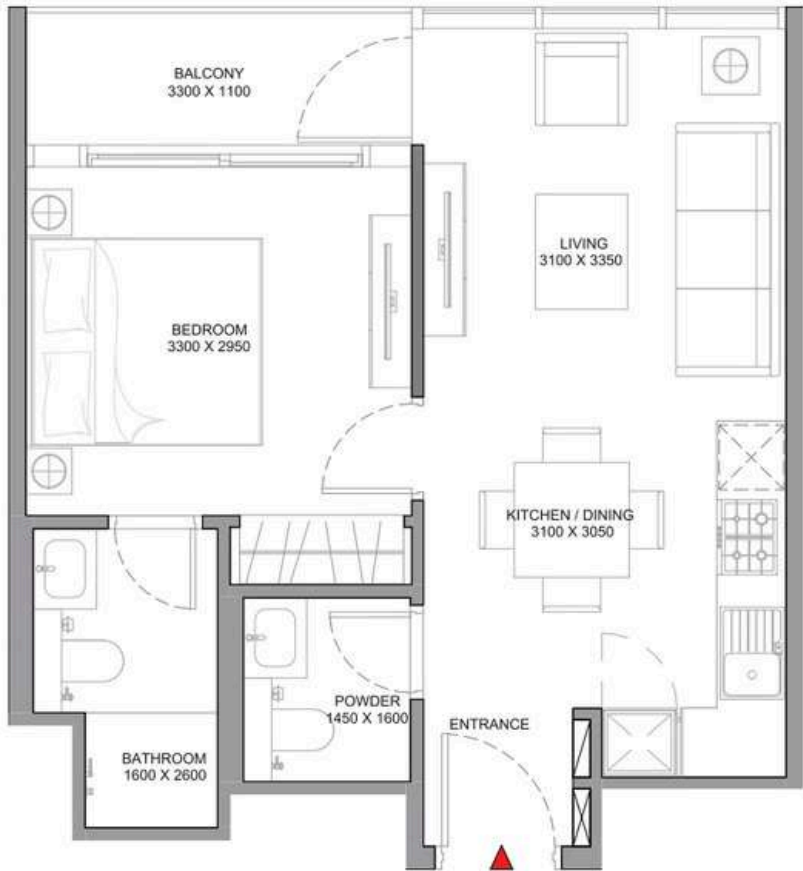 BALCONY
3300 X 1100
LIVING
3100 X 3350
BEDROOM
3300 X 2950
KITCHEN / DINING
3100 X 3050
POWDER
1450 X 1600
ENTRANCE
BATHROOM
1600 X 2600